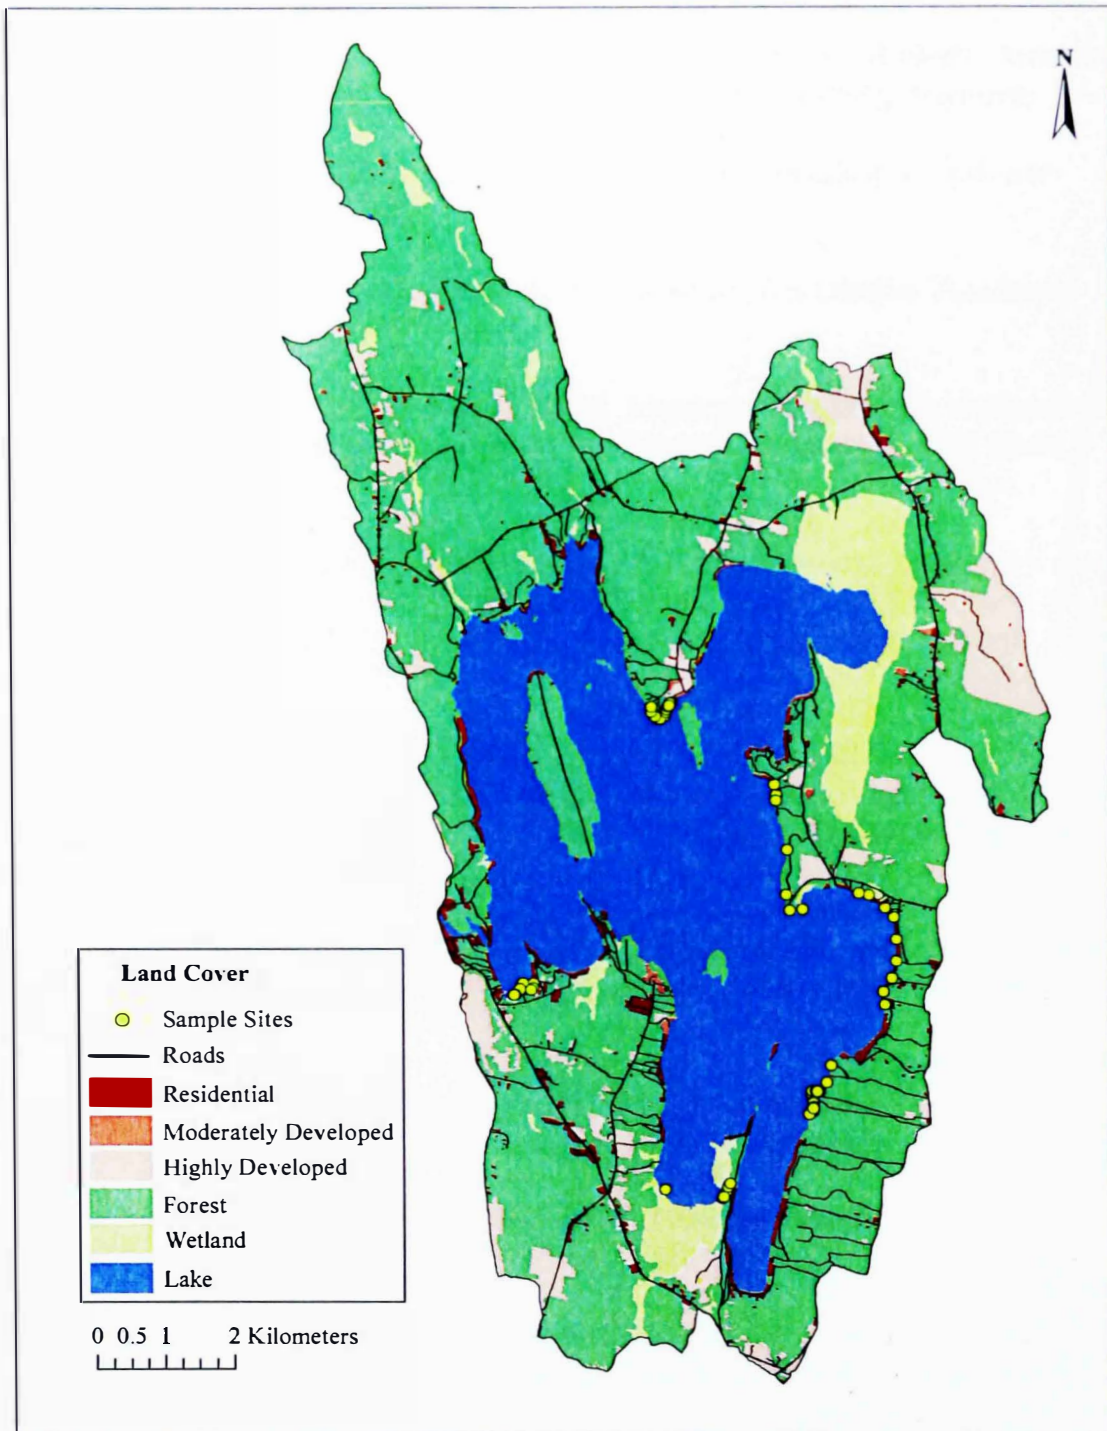 N
Land Cover
Sample Sites
Roads
Residential
Moderately Developed
Highly Developed
Forest
Wetland
Lake
0 0.5 1 2 Kilometers